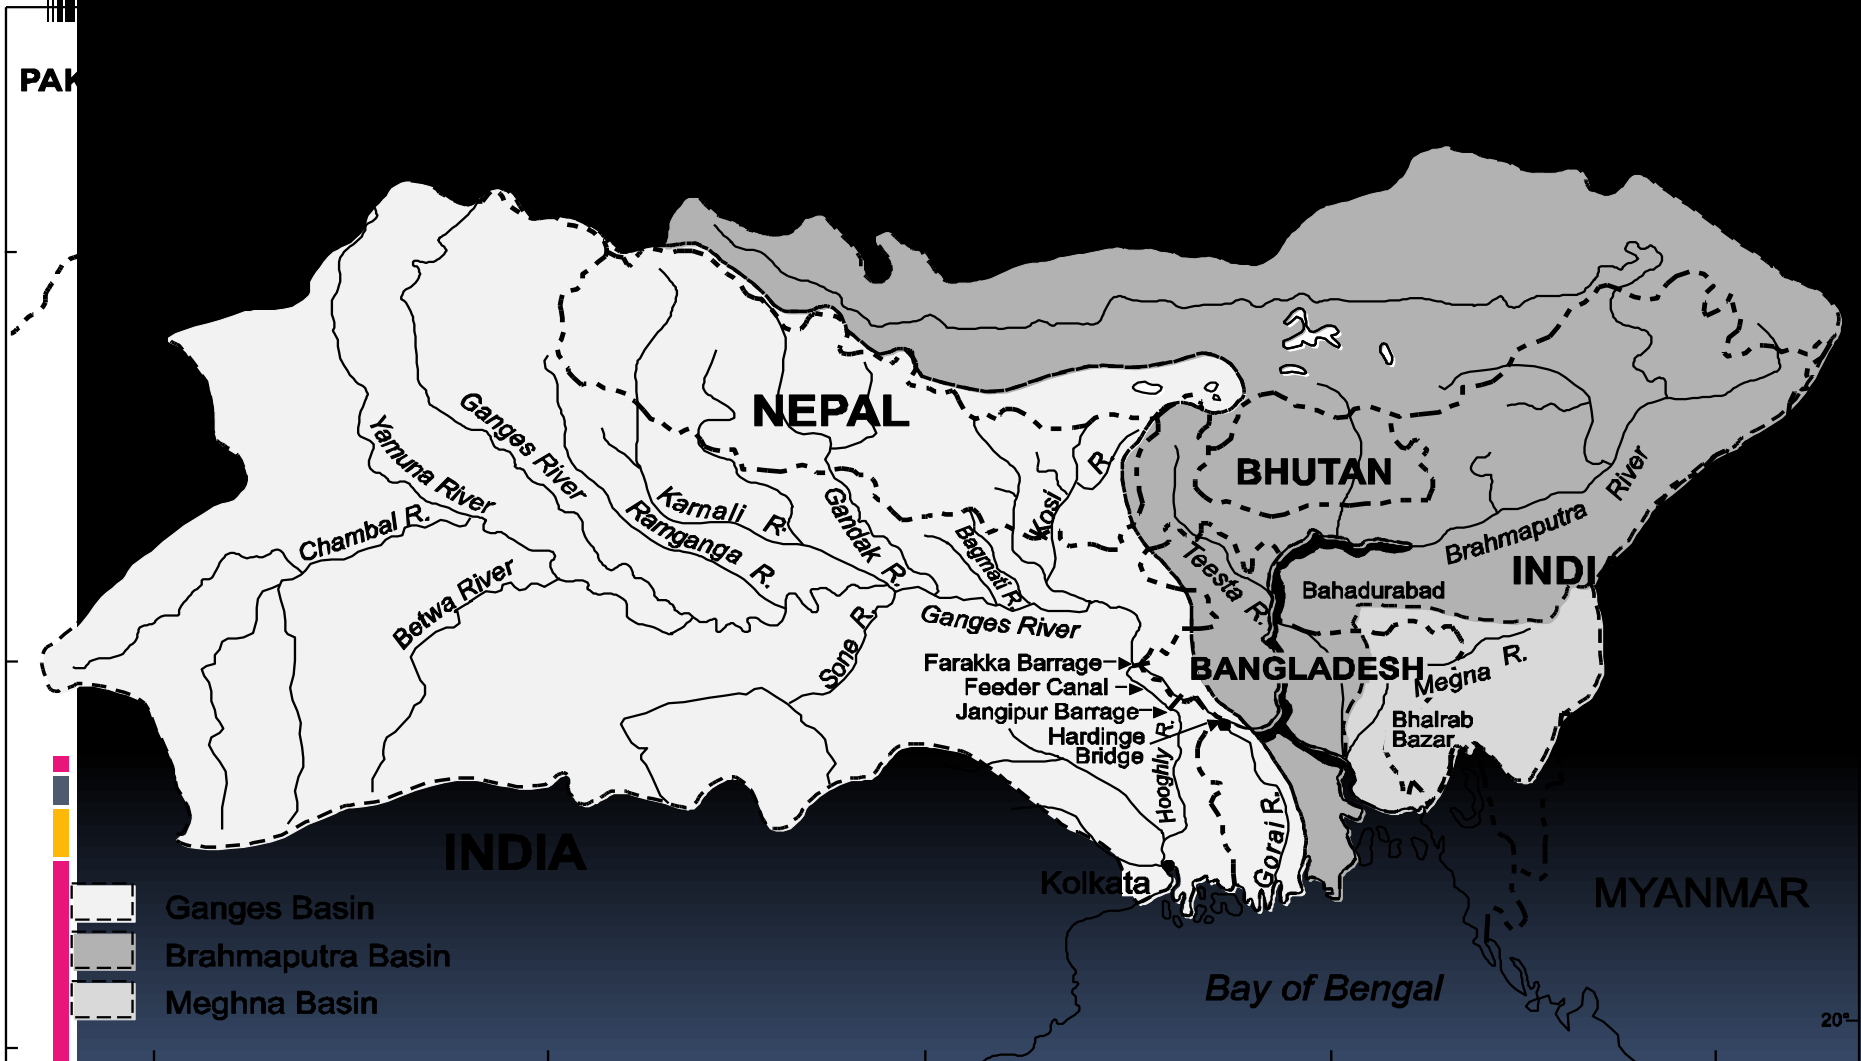 PAK
NEPAL
Ganges River
Yamuna River
BHUTAN
Karnali R.
Gandak R.
Kosi R.
River
Ramganga R.
Chambal R.
Brahmaputra
Bagmati R.
Teesta R.
INDI
Betwa River
Bahadurabad
Ganges River
Sone R.
Farakka Barrage
BANGLADESH
Megna R.
Feeder Canal
Jangipur Barrage
Bhalrab
Bazar
Hardinge
Bridge
Hooghly R.
Gorai R.
INDIA
Kolkata
MYANMAR
Ganges Basin
Brahmaputra Basin
Meghna Basin
Bay of Bengal
20°